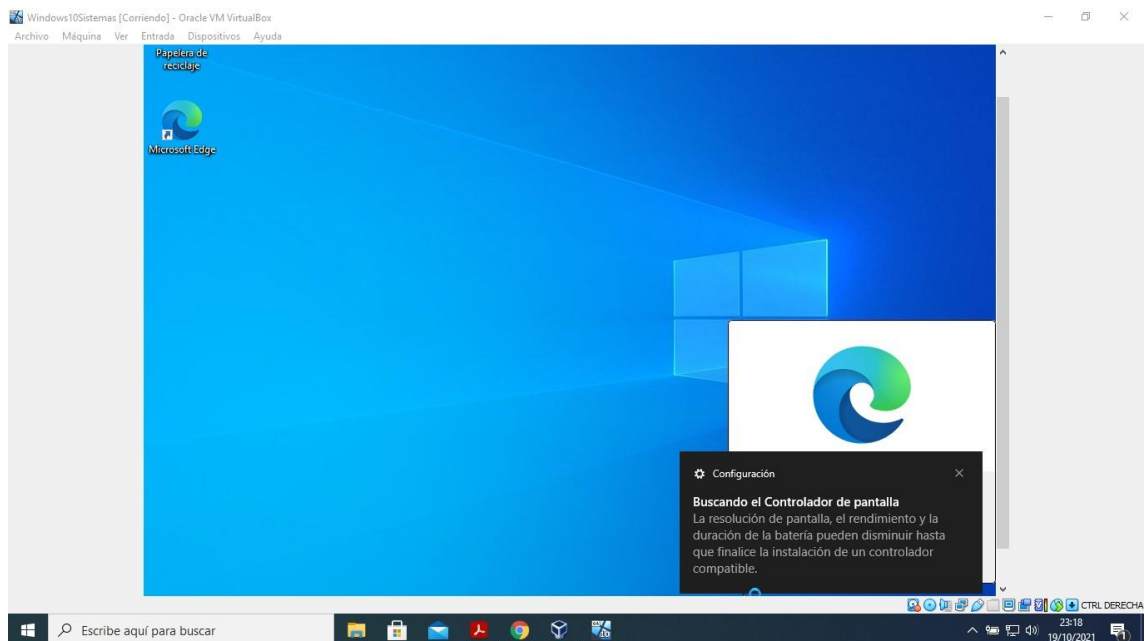 Windows10Sistemas [Corriendo] - Oracle VM VirtualBox
Archivo Máquina Ver Entrada Dispositivos Ayuda
Papelera de
reciclaje
Microsoft Edge
Configuración
Buscando el Controlador de pantalla
La resolución de pantalla, el rendimiento y la
duración de la batería pueden disminuir hasta
que finalice la instalación de un controlador
compatible.
CTRL DERECHA
Escribe aquí para buscar
23:18
19/10/2021